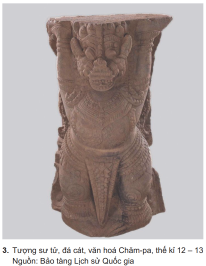 3. Tượng sư tử, đá cát, văn hoá Chăm-pa, thế kỉ 12 – 13
Nguồn: Bảo tàng Lịch sử Quốc gia